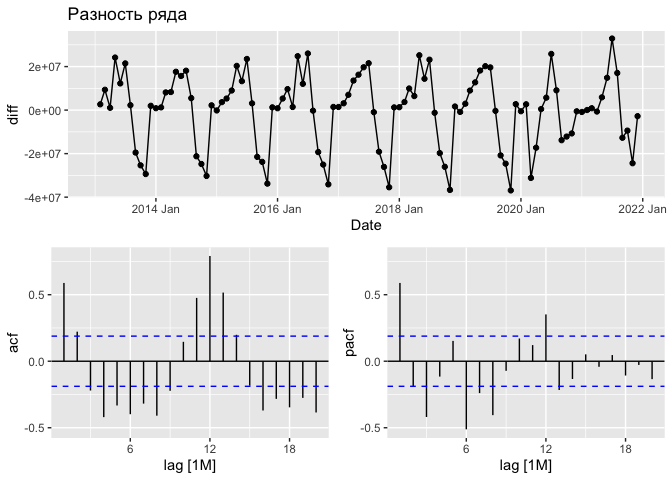 Разность ряда
2e+07
0e+00
-2e+07
-4e+07
diff
2014 Jan
2016 Jan
2018 Jan
2020 Jan
2022 Jan
Date
0.5
0.0
-0.5
acf
6
12
18
lag [1M]
0.5
0.0
-0.5
pacf
6
12
18
lag [1M]